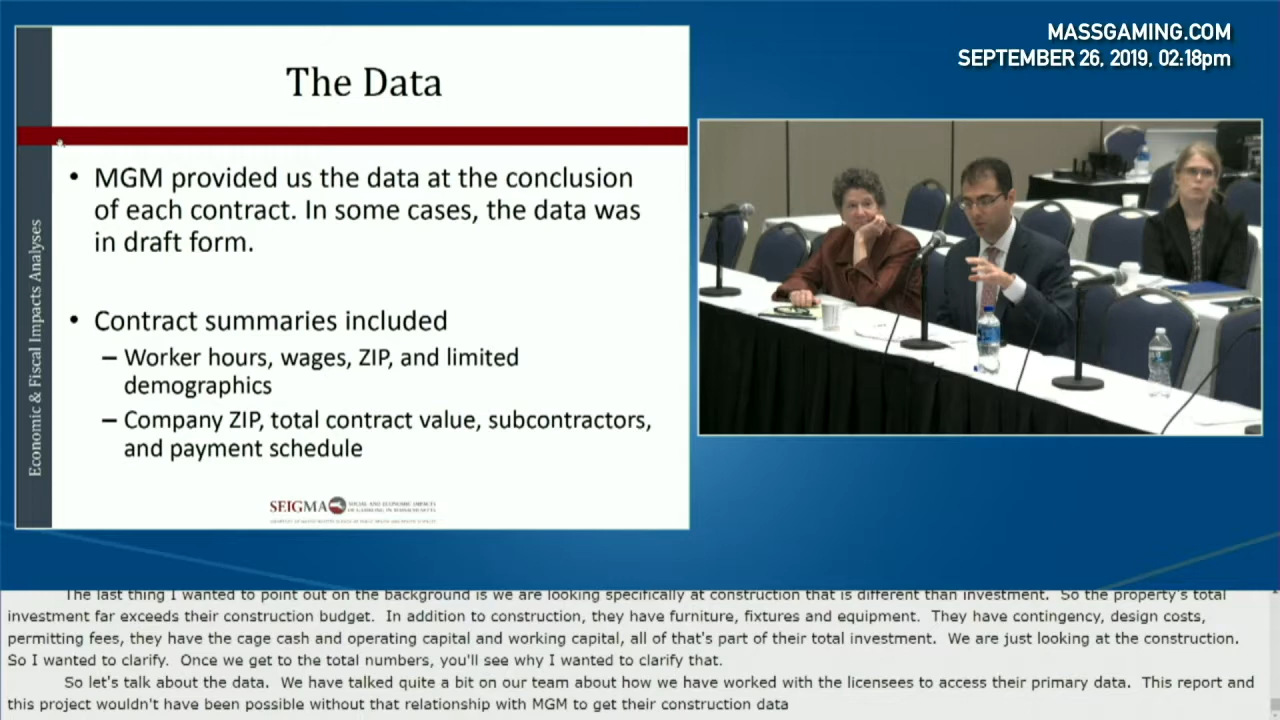 MASSGAMING.COM
SEPTEMBER 26, 2019, 02:18pm
The Data
• MGM provided us the data at the conclusion
of each contract. In some cases, the data was
in draft form.
• Contract summaries included
– Worker hours, wages, ZIP, and limited
demographics
– Company ZIP, total contract value, subcontractors,
and payment schedule
Economic & Fiscal Impacts Analyses
SEIGMA
SOCIAL AND ECONOMIC IMPACTS
OF GAMBLING IN MASSACHUSETTS
The last thing I wanted to point out on the background is we are looking specifically at construction that is different than investment. So the property's total
investment far exceeds their construction budget. In addition to construction, they have furniture, fixtures and equipment. They have contingency, design costs,
permitting fees, they have the cage cash and operating capital and working capital, all of that's part of their total investment. We are just looking at the construction.
So I wanted to clarify. Once we get to the total numbers, you'll see why I wanted to clarify that.
So let's talk about the data. We have talked quite a bit on our team about how we have worked with the licensees to access their primary data. This report and
this project wouldn't have been possible without that relationship with MGM to get their construction data